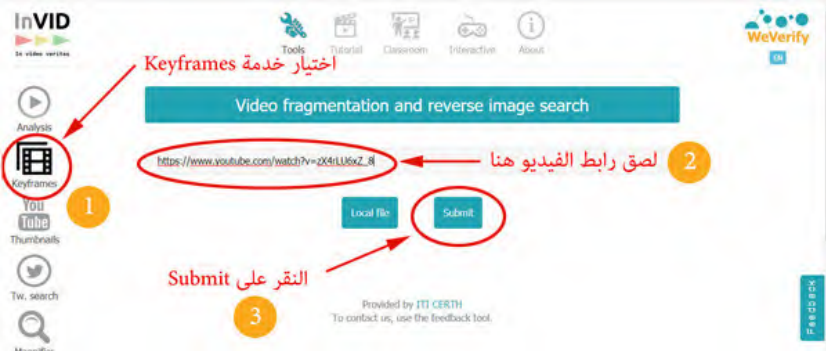 InVID
In video veritas
Tools
Tutorial
Classroom
Interactive
About
WeVerify
EN
اختيار خدمة Keyframes
Video fragmentation and reverse image search
Analysis
https://www.youtube.com/watch?v=zX4rLU6xZ_8
لصق رابط الفيديو هنا
2
Keyframes
1
You
Tube
Thumbnails
Local file
Submit
النقر على Submit
3
Tw. search
Provided by ITI CERTH
To contact us, use the feedback tool.
Feedback
Magnifier